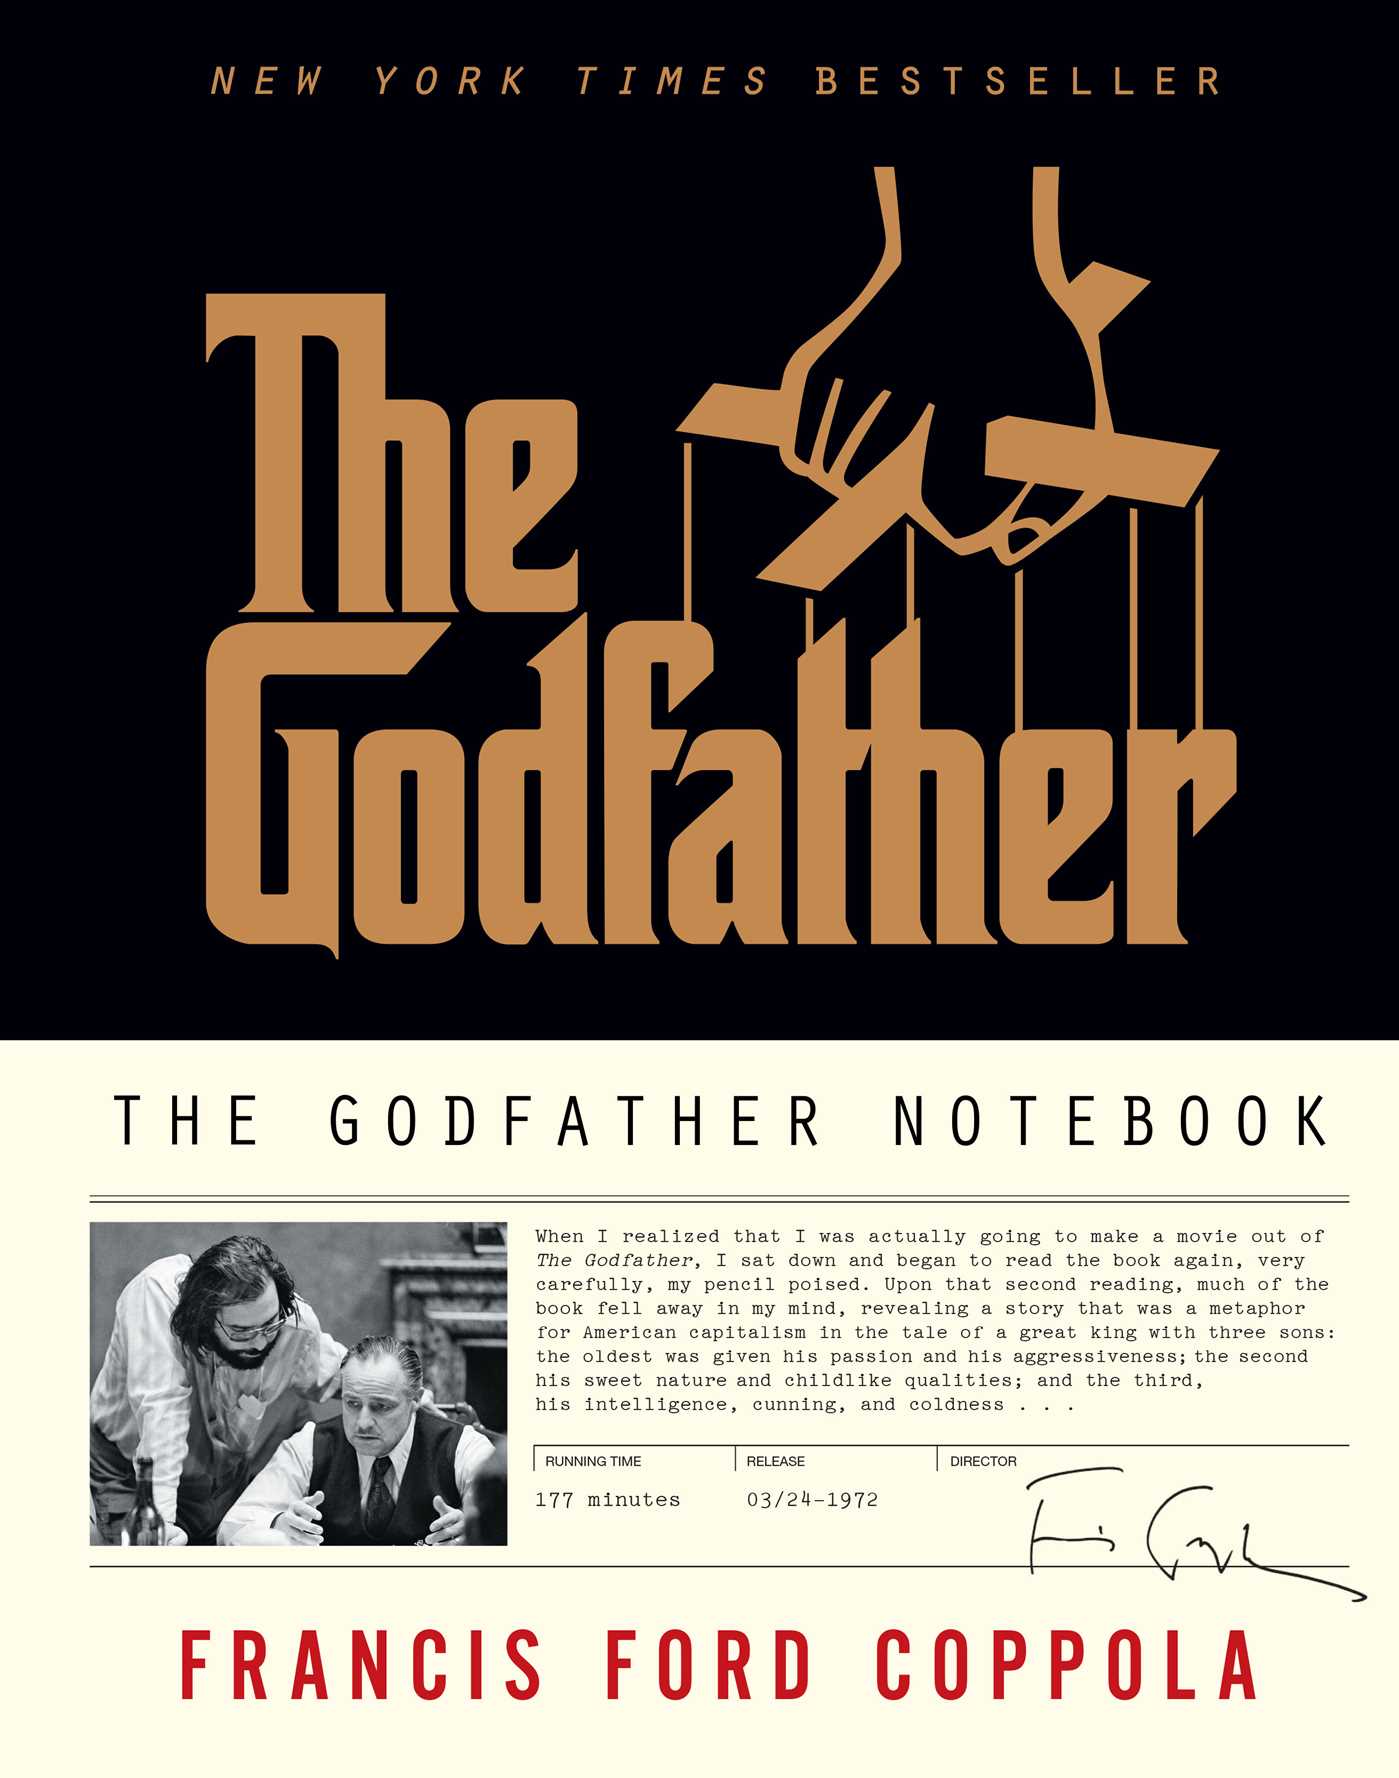 NEW YORK TIMES BESTSELLER
The
Godfather
THE GODFATHER NOTEBOOK
When I realized that I was actually going to make a movie out of
The Godfather, I sat down and began to read the book again, very
carefully, my pencil poised. Upon that second reading, much of the
book fell away in my mind, revealing a story that was a metaphor
for American capitalism in the tale of a great king with three sons:
the oldest was given his passion and his aggressiveness; the second
his sweet nature and childlike qualities; and the third,
his intelligence, cunning, and coldness . . .
RUNNING TIME RELEASE DIRECTOR
177 minutes 03/24-1972
FRANCIS FORD COPPOLA